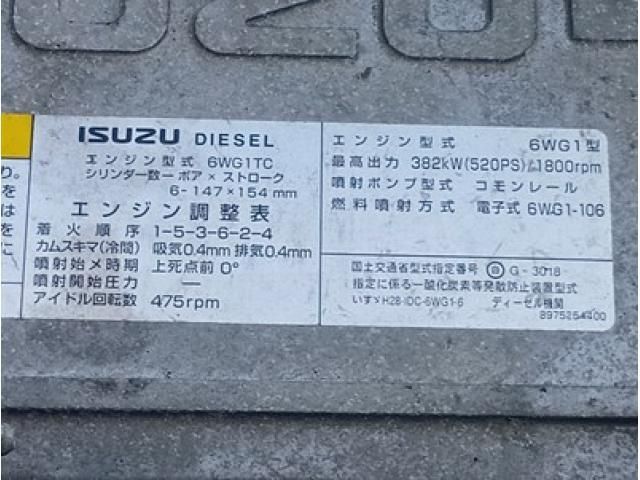 ISUZU DIESEL
エンジン型式 6WG1TC
シリンダー数ー ボア × ストローク
6-147×154mm
エンジン調整表
着火順序 1-5-3-6-2-4
カムスキマ(冷間) 吸気0.4mm 排気0.4mm
噴射始メ時期 上死点前 0°
噴射開始圧力 ー
アイドル回転数 475rpm
エンジン型式 6WG1型
最高出力 382kW(520PS)/1800rpm
噴射ポンプ型式 コモンレール
燃料噴射方式 電子式 6WG1-106
国土交通省型式指定番号 G-3018
指定に係る一酸化炭素等発散防止装置型式
いすゞH28-IDC-6WG1-6 ディーゼル機関
8975254400